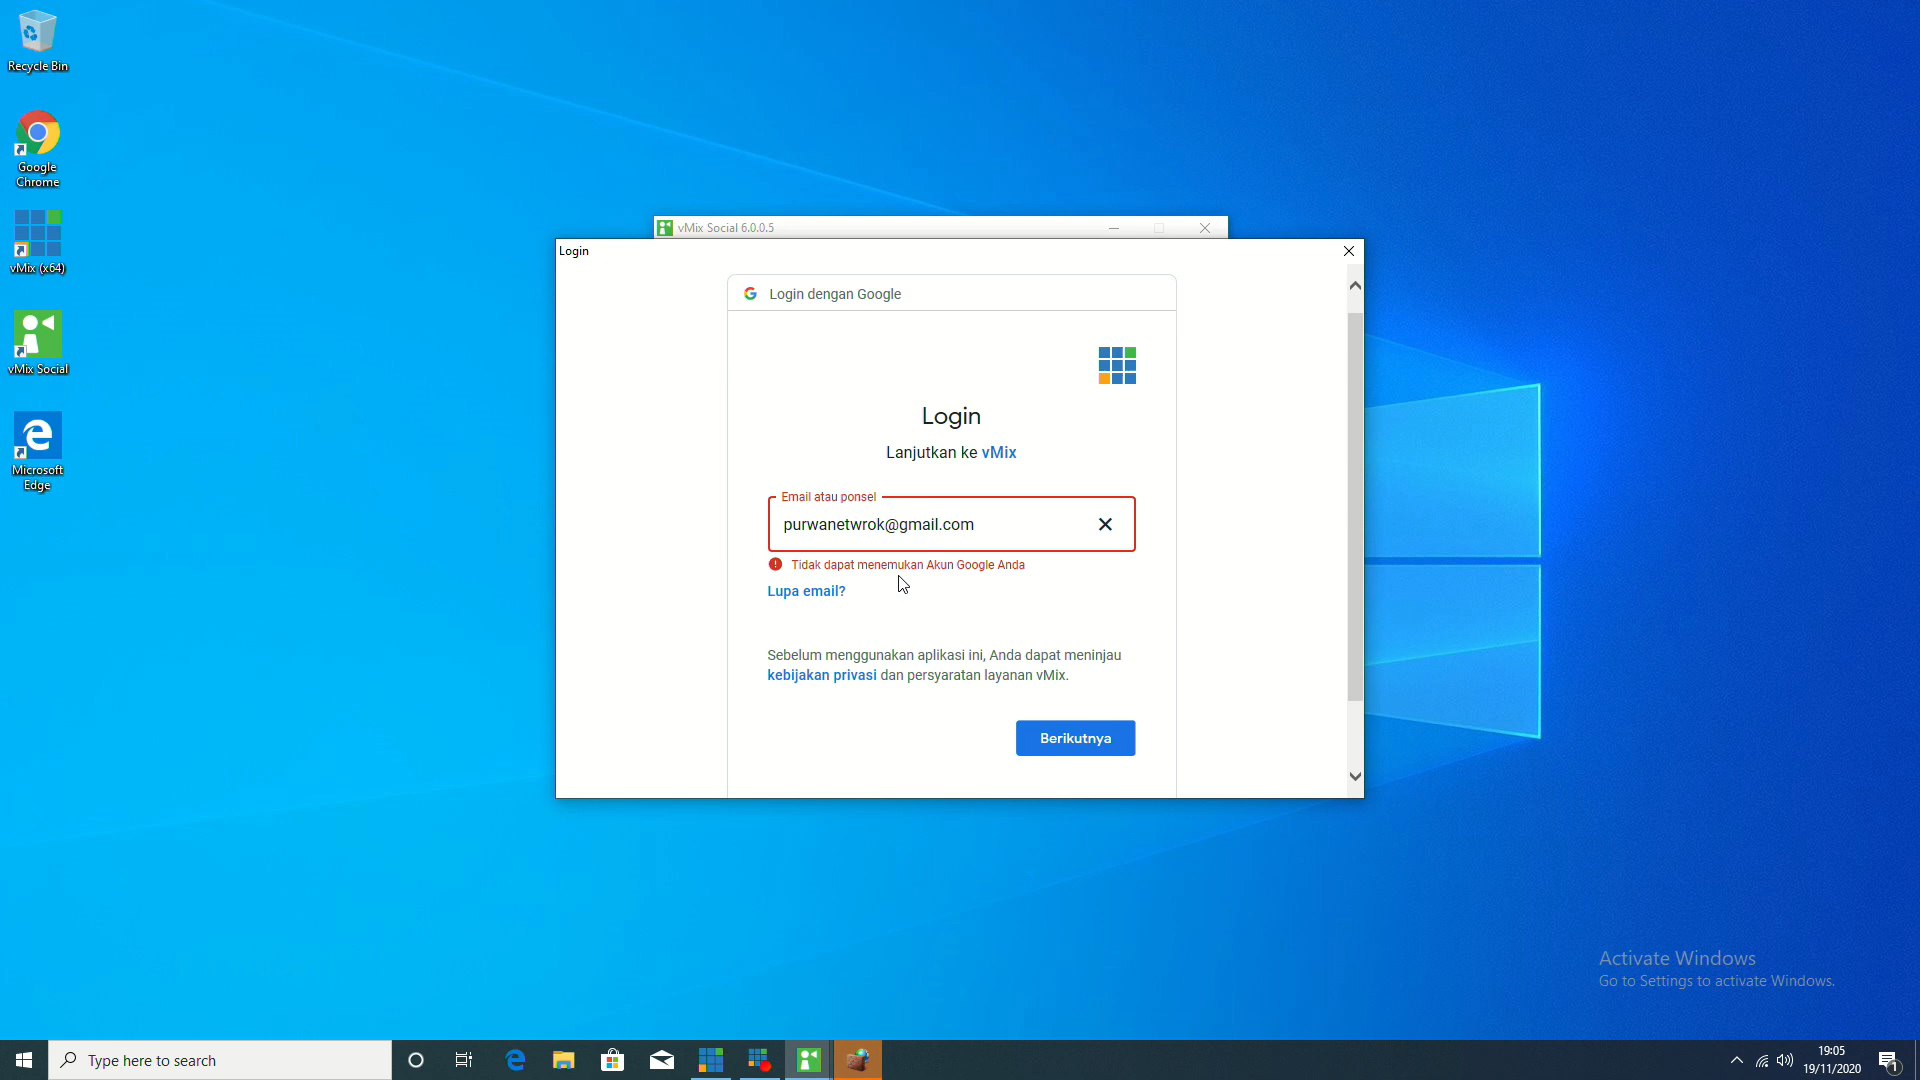 Recycle Bin
Google
Chrome
vMix (x64)
vMix Social
Microsoft
Edge
vMix Social 6.0.0.5
Login
Login dengan Google
Login
Lanjutkan ke vMix
Email atau ponsel
purwanetwrok@gmail.com
Tidak dapat menemukan Akun Google Anda
Lupa email?
Sebelum menggunakan aplikasi ini, Anda dapat meninjau
kebijakan privasi dan persyaratan layanan vMix.
Berikutnya
Activate Windows
Go to Settings to activate Windows.
Type here to search
19:05
19/11/2020
1